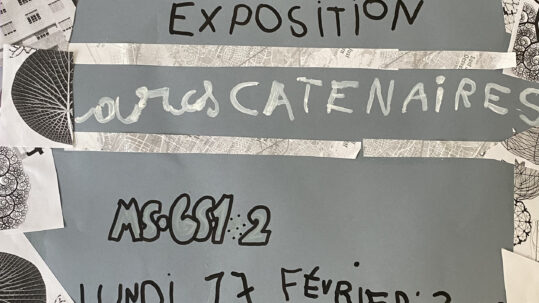 EXPOSITION
arcs CATENAIRES
MS·GS1·2
LUNDI 17 FÉVRIER: